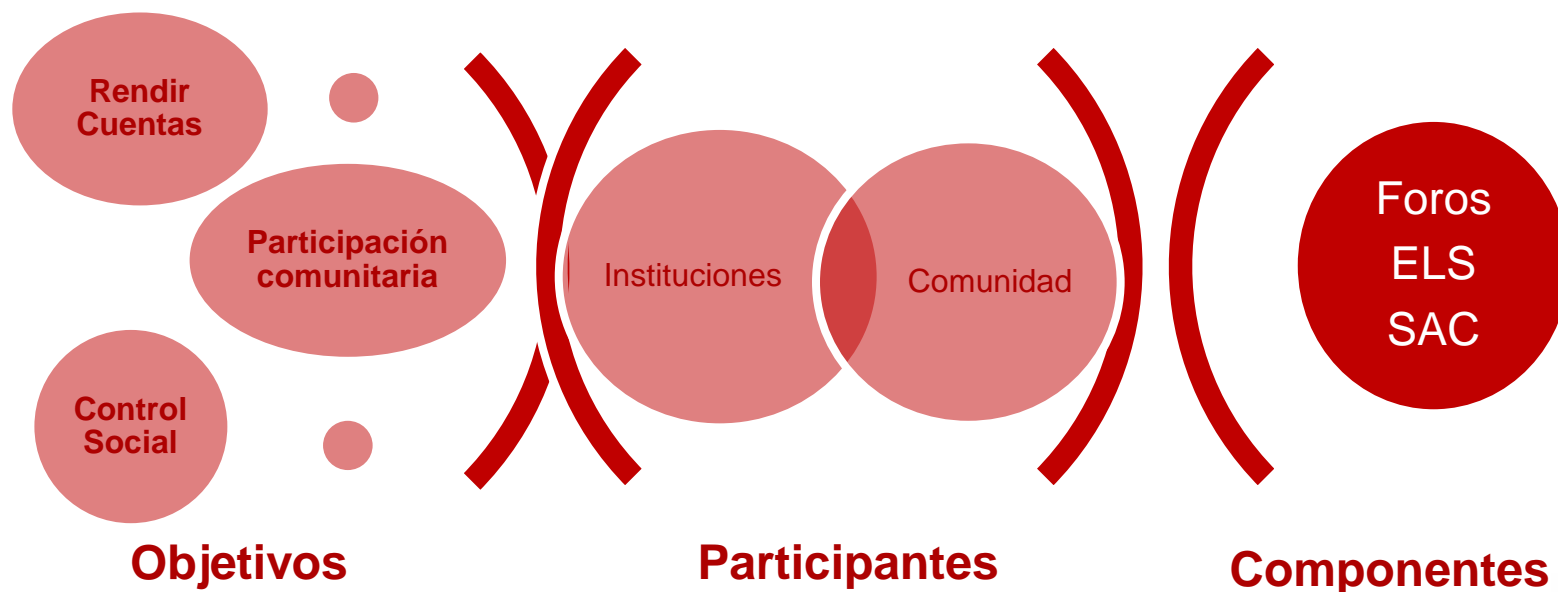 Rendir
Cuentas
Participación
comunitaria
Control
Social
Objetivos
Instituciones
Comunidad
Participantes
Foros
ELS
SAC
Componentes